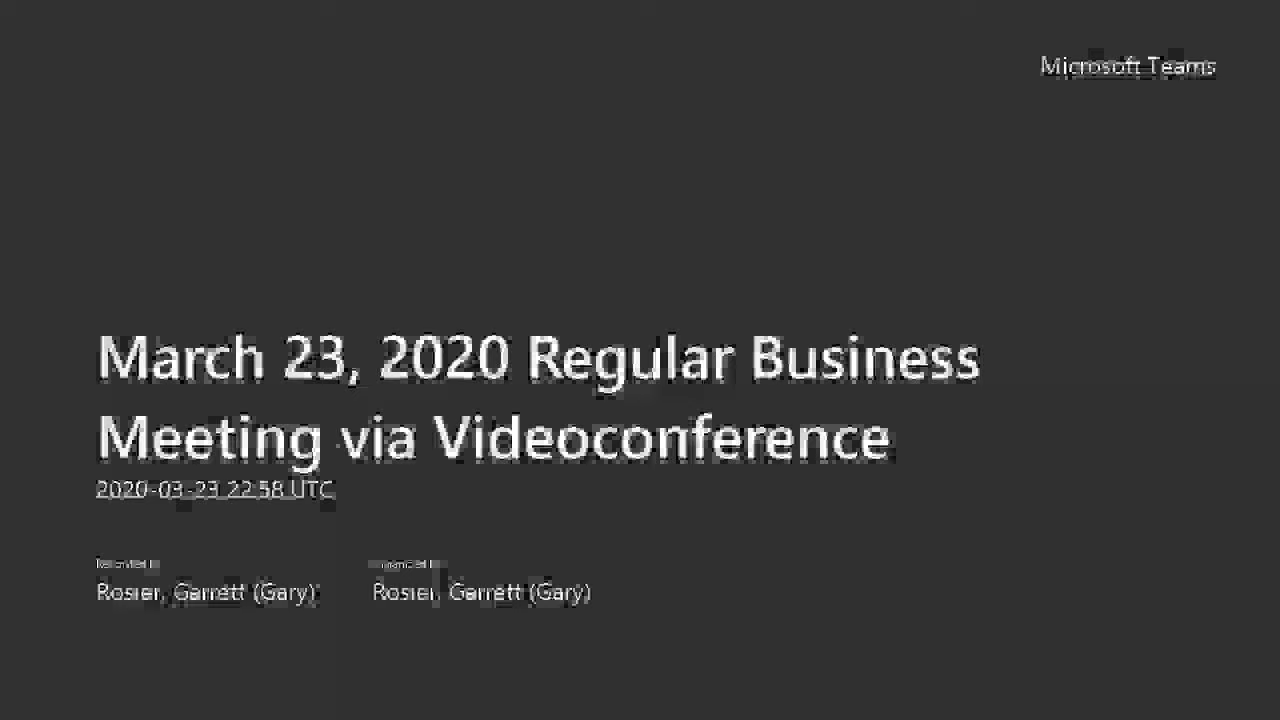 Microsoft Teams
March 23, 2020 Regular Business
Meeting via Videoconference
2020-03-23 22:58 UTC
Rosier, Garrett (Gary)
Rosier, Garrett (Gary)